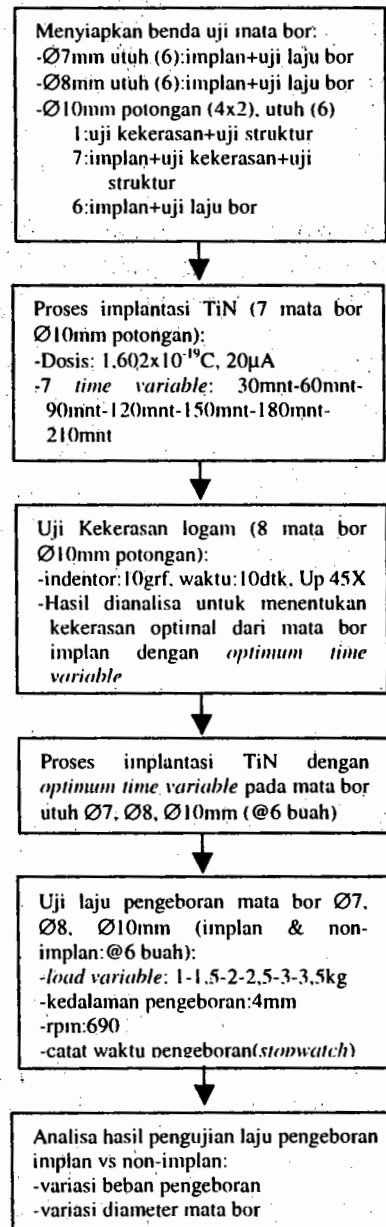 Menyiapkan benda uji mata bor:
-Ø7mm utuh (6):implan+uji laju bor
-Ø8mm utuh (6):implan+uji laju bor
-Ø10mm potongan (4x2), utuh (6)
1:uji kekerasan+uji struktur
7:implan+uji kekerasan+uji
struktur
6:implan+uji laju bor
Proses implantasi TiN (7 mata bor
Ø10mm potongan):
-Dosis: 1,602x10⁻¹⁹C, 20µA
-7 time variable: 30mnt-60mnt-
90mnt-120mnt-150mnt-180mnt-
210mnt
Uji Kekerasan logam (8 mata bor
Ø10mm potongan):
-indentor:10grf, waktu:10dtk, Up 45X
-Hasil dianalisa untuk menentukan
kekerasan optimal dari mata bor
implan dengan optimum time
variable
Proses implantasi TiN dengan
optimum time variable pada mata bor
utuh Ø7, Ø8, Ø10mm (@6 buah)
Uji laju pengeboran mata bor Ø7,
Ø8, Ø10mm (implan & non-
implan:@6 buah):
-load variable: 1-1,5-2-2,5-3-3,5kg
-kedalaman pengeboran:4mm
-rpm:690
-catat waktu pengeboran(stopwatch)
Analisa hasil pengujian laju pengeboran
implan vs non-implan:
-variasi beban pengeboran
-variasi diameter mata bor